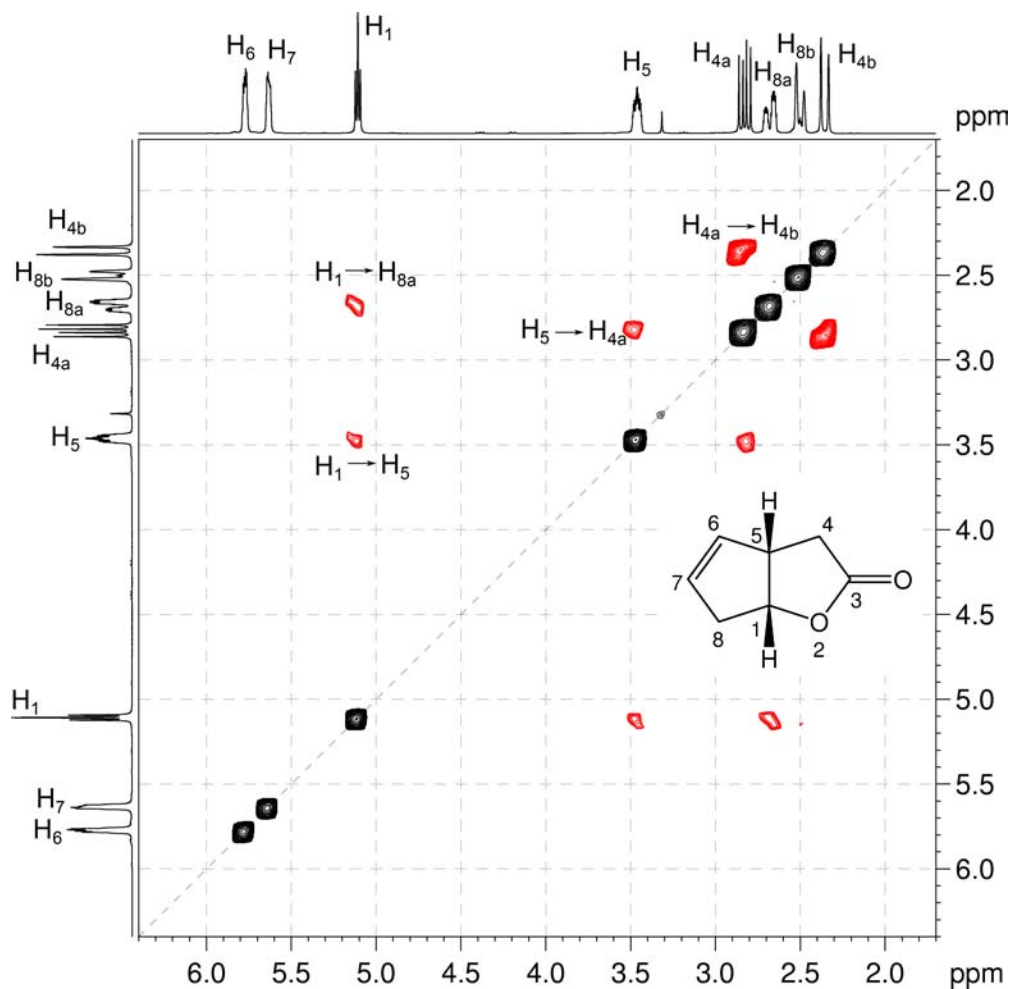 H6 H7 H1 H5 H4a H8a H8b H4b
ppm
H4b
H8b
H8a
H4a
H5
H1
H7
H6
H4a → H4b
H1 → H8a
H5 → H4a
H1 → H5
H
6 5 4
7 3 O
8 1 O
2
H
2.0
2.5
3.0
3.5
4.0
4.5
5.0
5.5
6.0
6.0 5.5 5.0 4.5 4.0 3.5 3.0 2.5 2.0 ppm